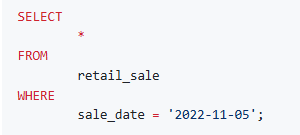 SELECT
*
FROM
retail_sale
WHERE
sale_date = '2022-11-05';